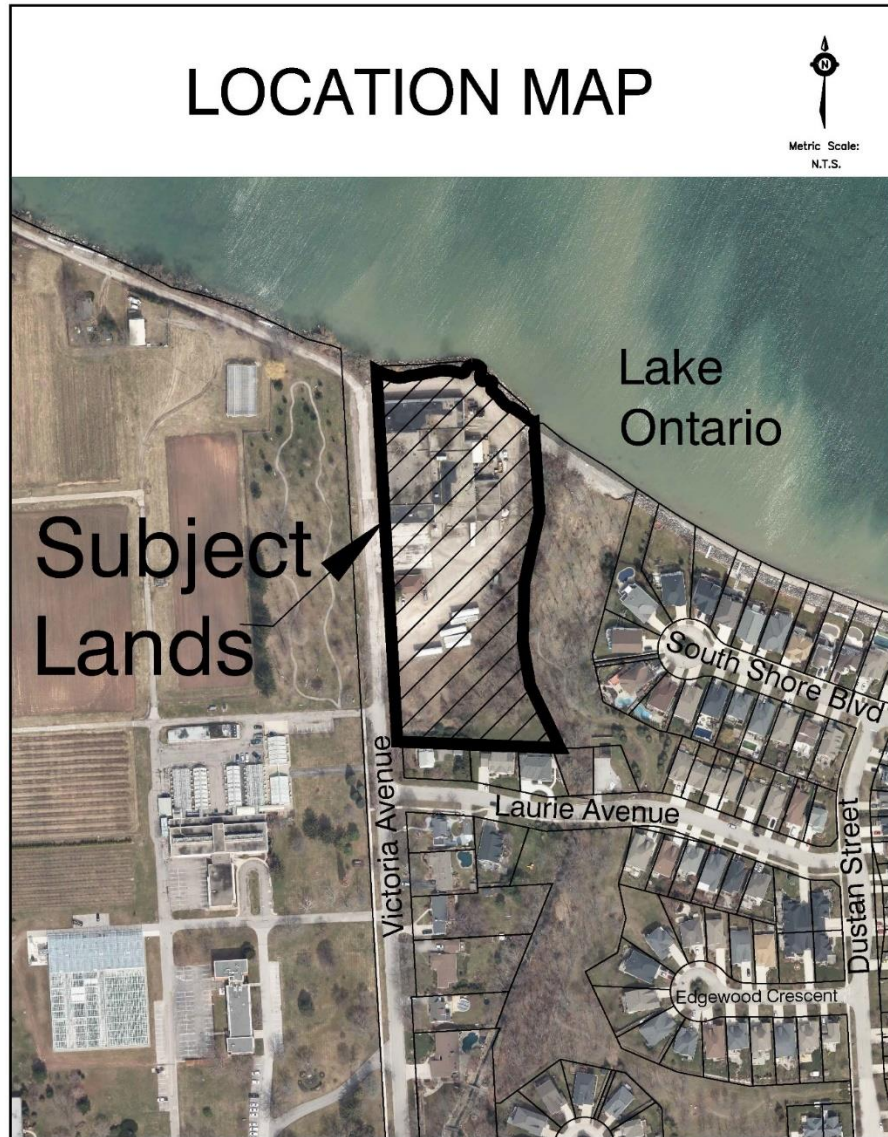 LOCATION MAP
N
Metric Scale:
N.T.S.
Lake
Ontario
Subject
Lands
South Shore Blvd
Victoria Avenue
Laurie Avenue
Dustan Street
Edgewood Crescent